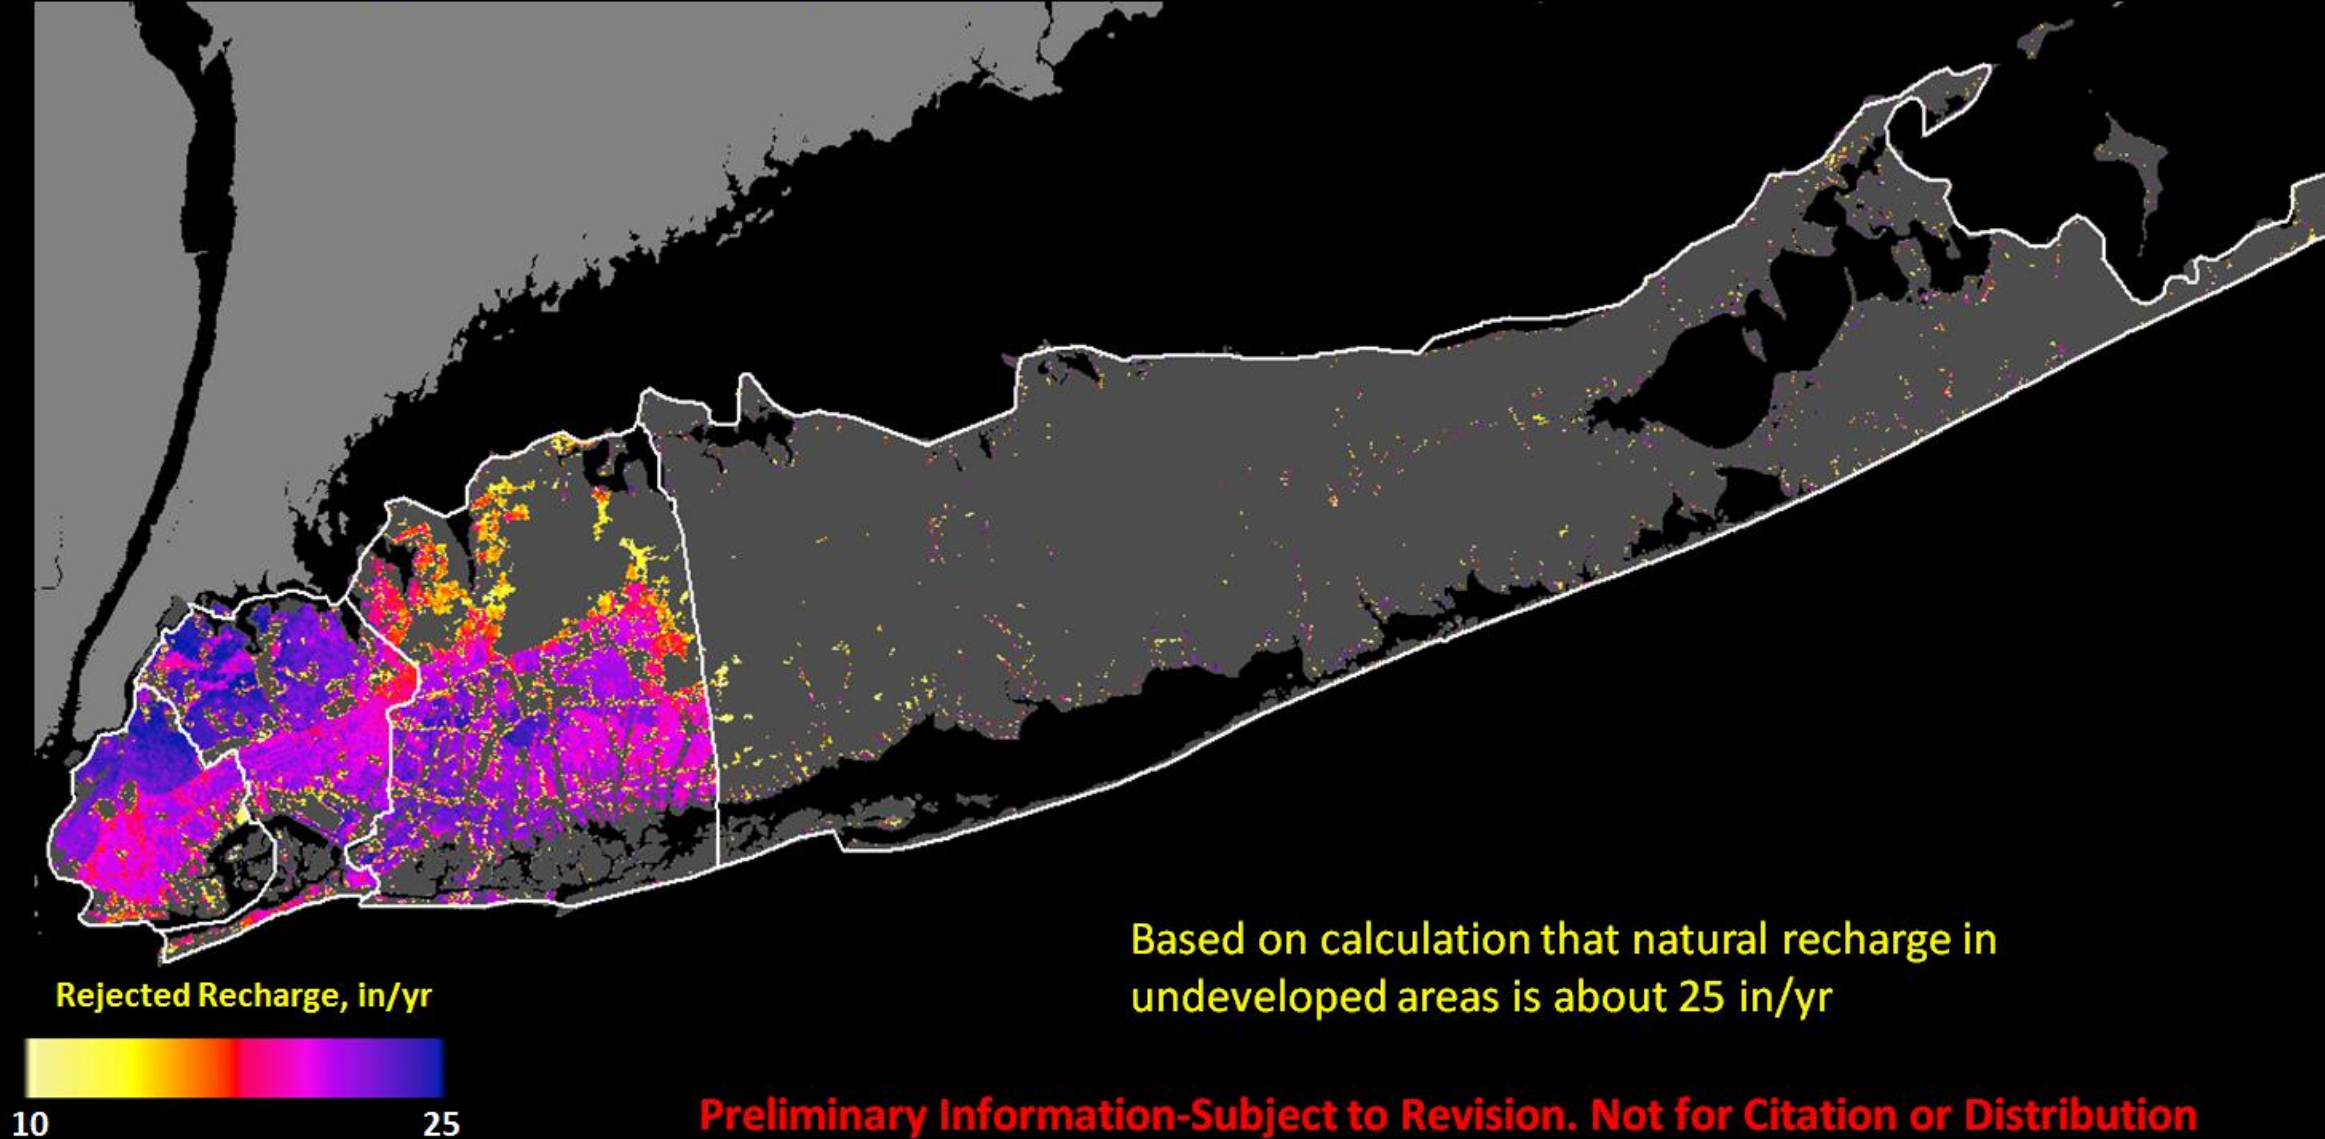 Based on calculation that natural recharge in
undeveloped areas is about 25 in/yr
Rejected Recharge, in/yr
10 25
Preliminary Information-Subject to Revision. Not for Citation or Distribution